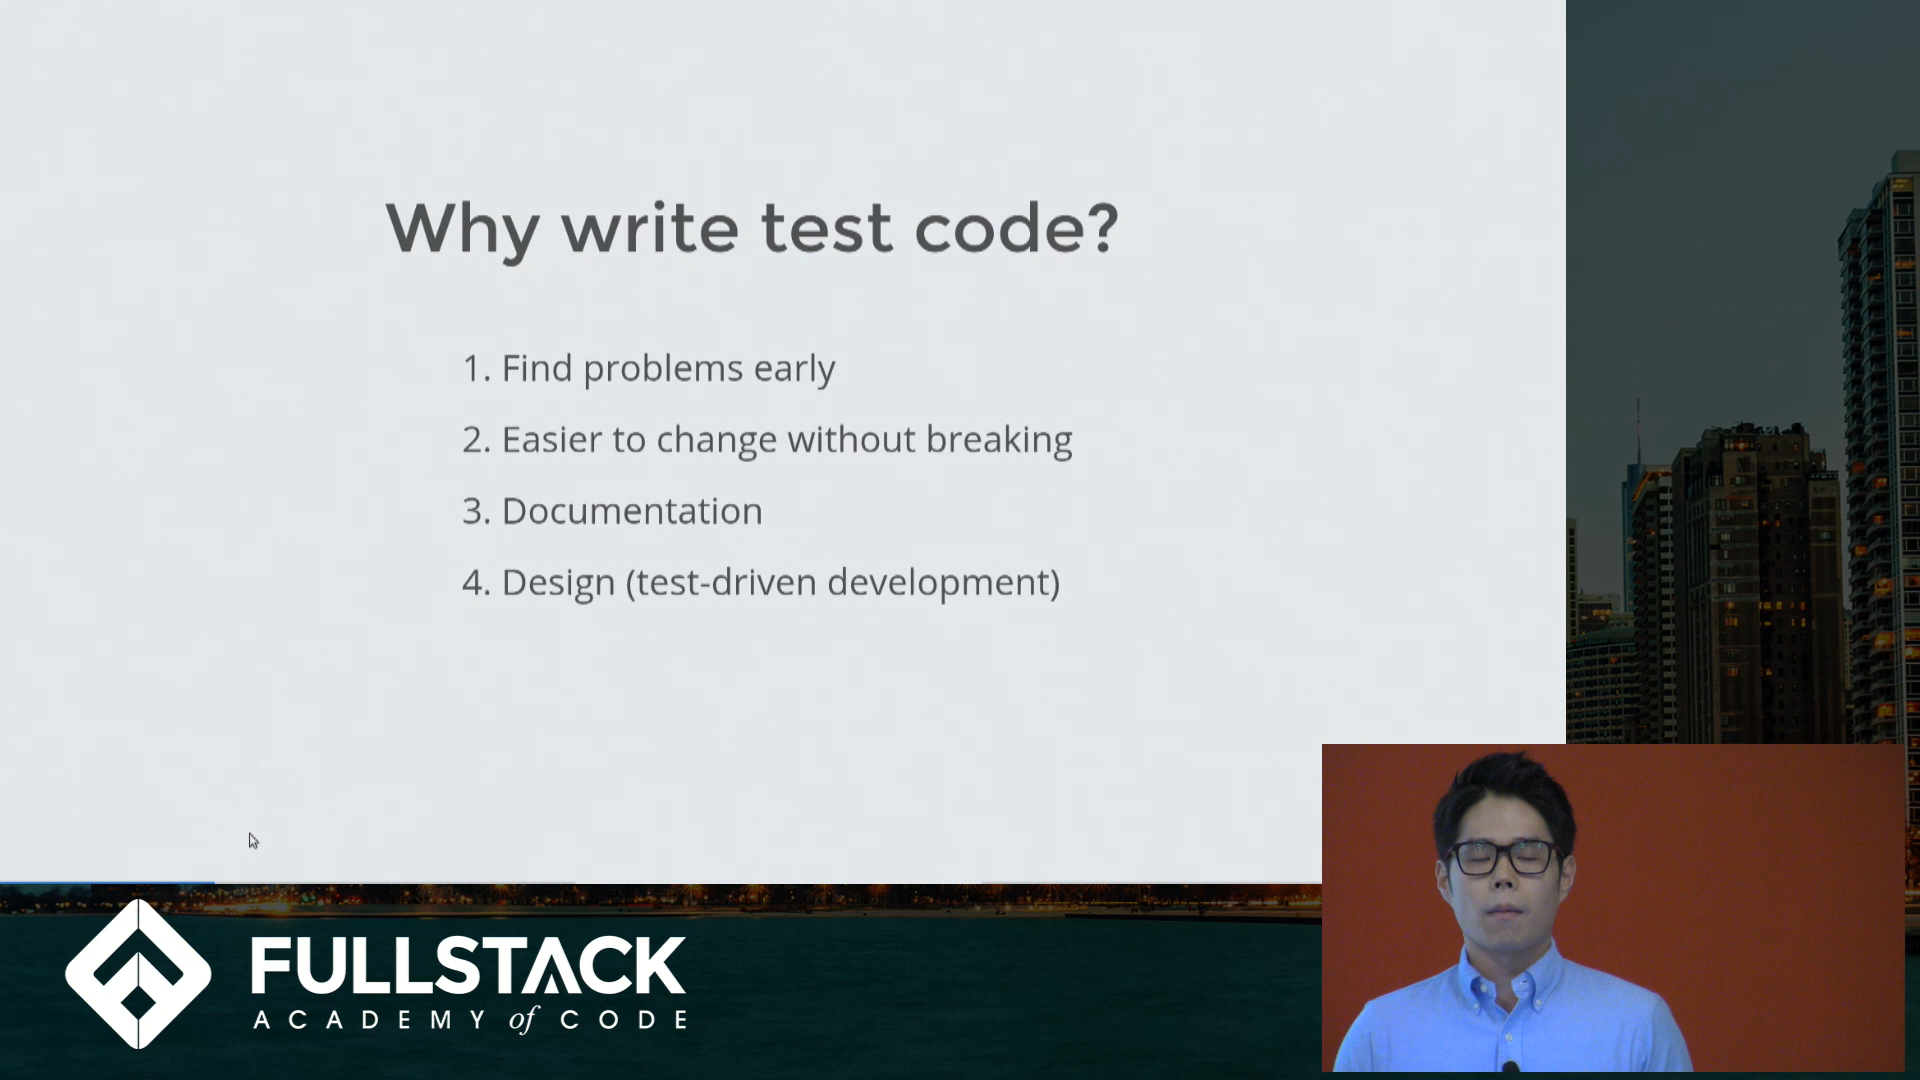 Why write test code?
1. Find problems early
2. Easier to change without breaking
3. Documentation
4. Design (test-driven development)
FULLSTACK
ACADEMY of CODE